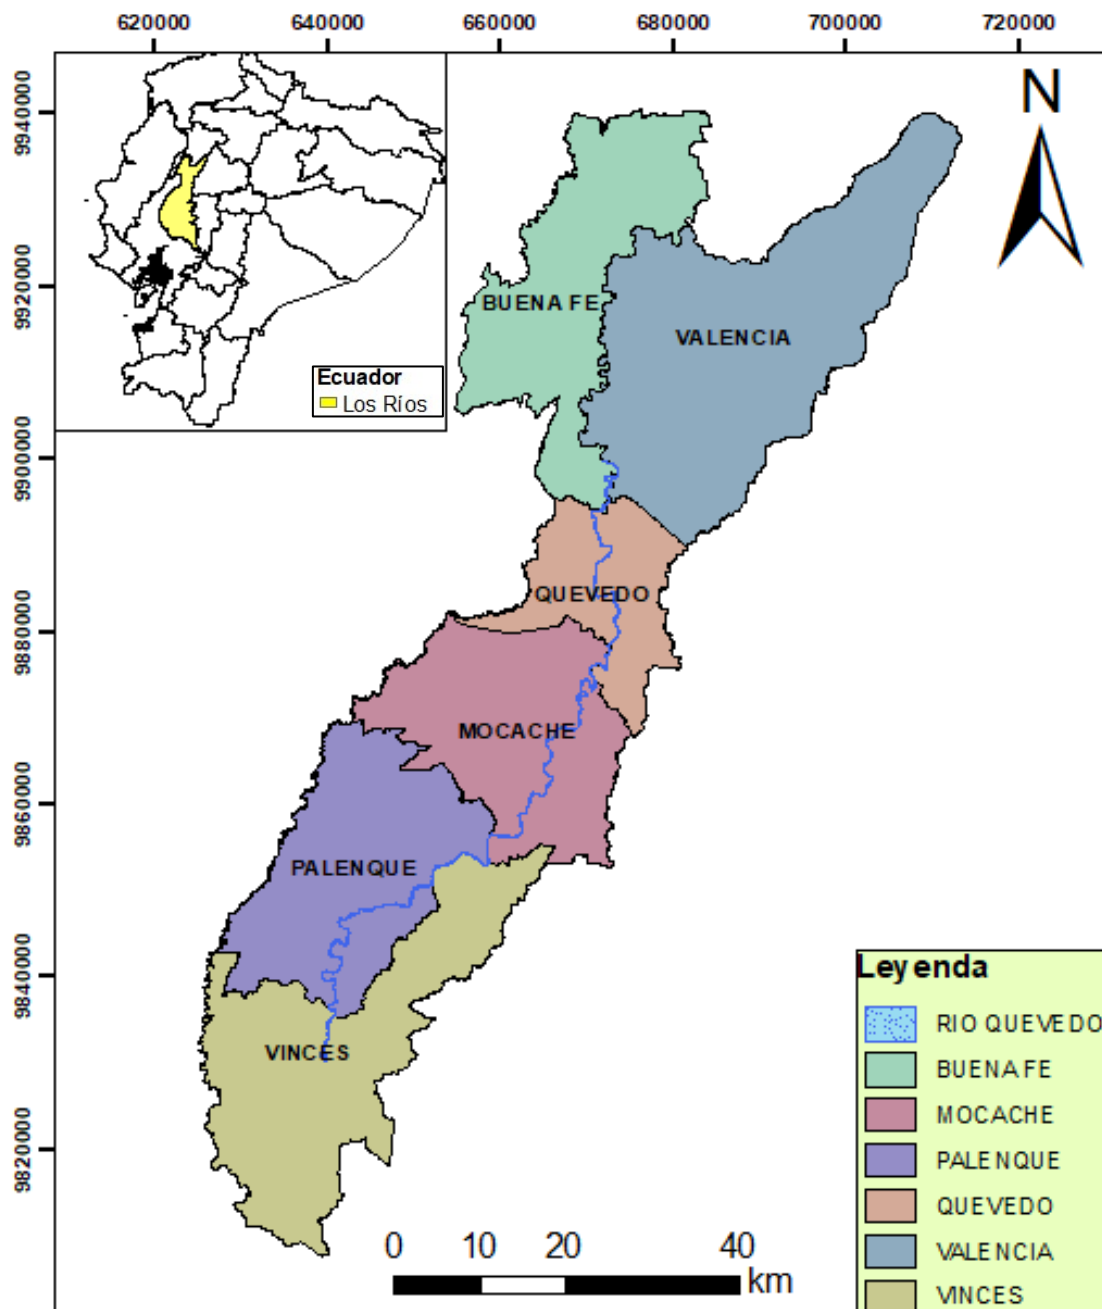 620000 640000 660000 680000 700000 720000
9940000
9920000
9900000
9880000
9860000
9840000
9820000
N
Ecuador
Los Ríos
BUENA FE
VALENCIA
QUEVEDO
MOCACHE
PALENQUE
VINCES
Leyenda
RIO QUEVEDO
BUENA FE
MOCACHE
PALENQUE
QUEVEDO
VALENCIA
VINCES
0 10 20 40
km